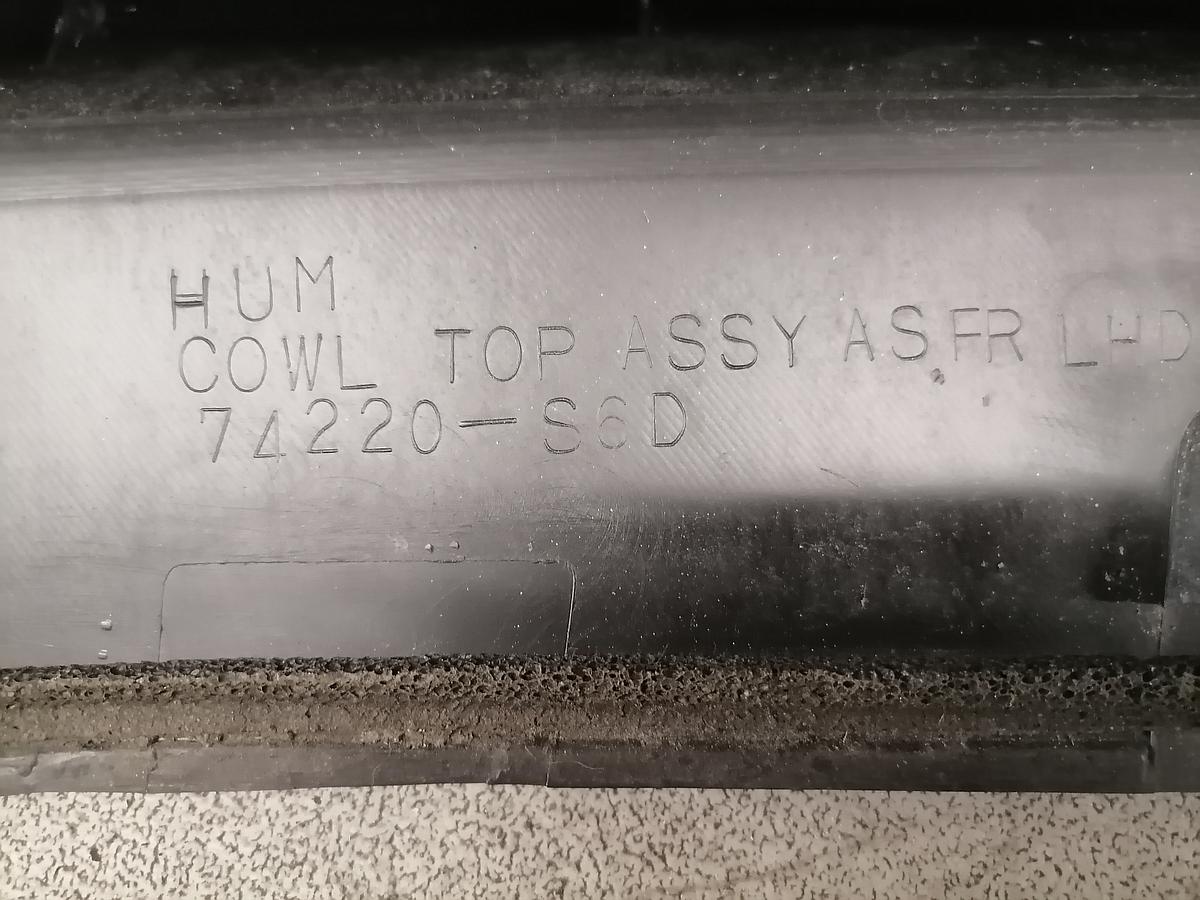 HUM
COWL TOP ASSY AS,FR LHD
74220-S6D